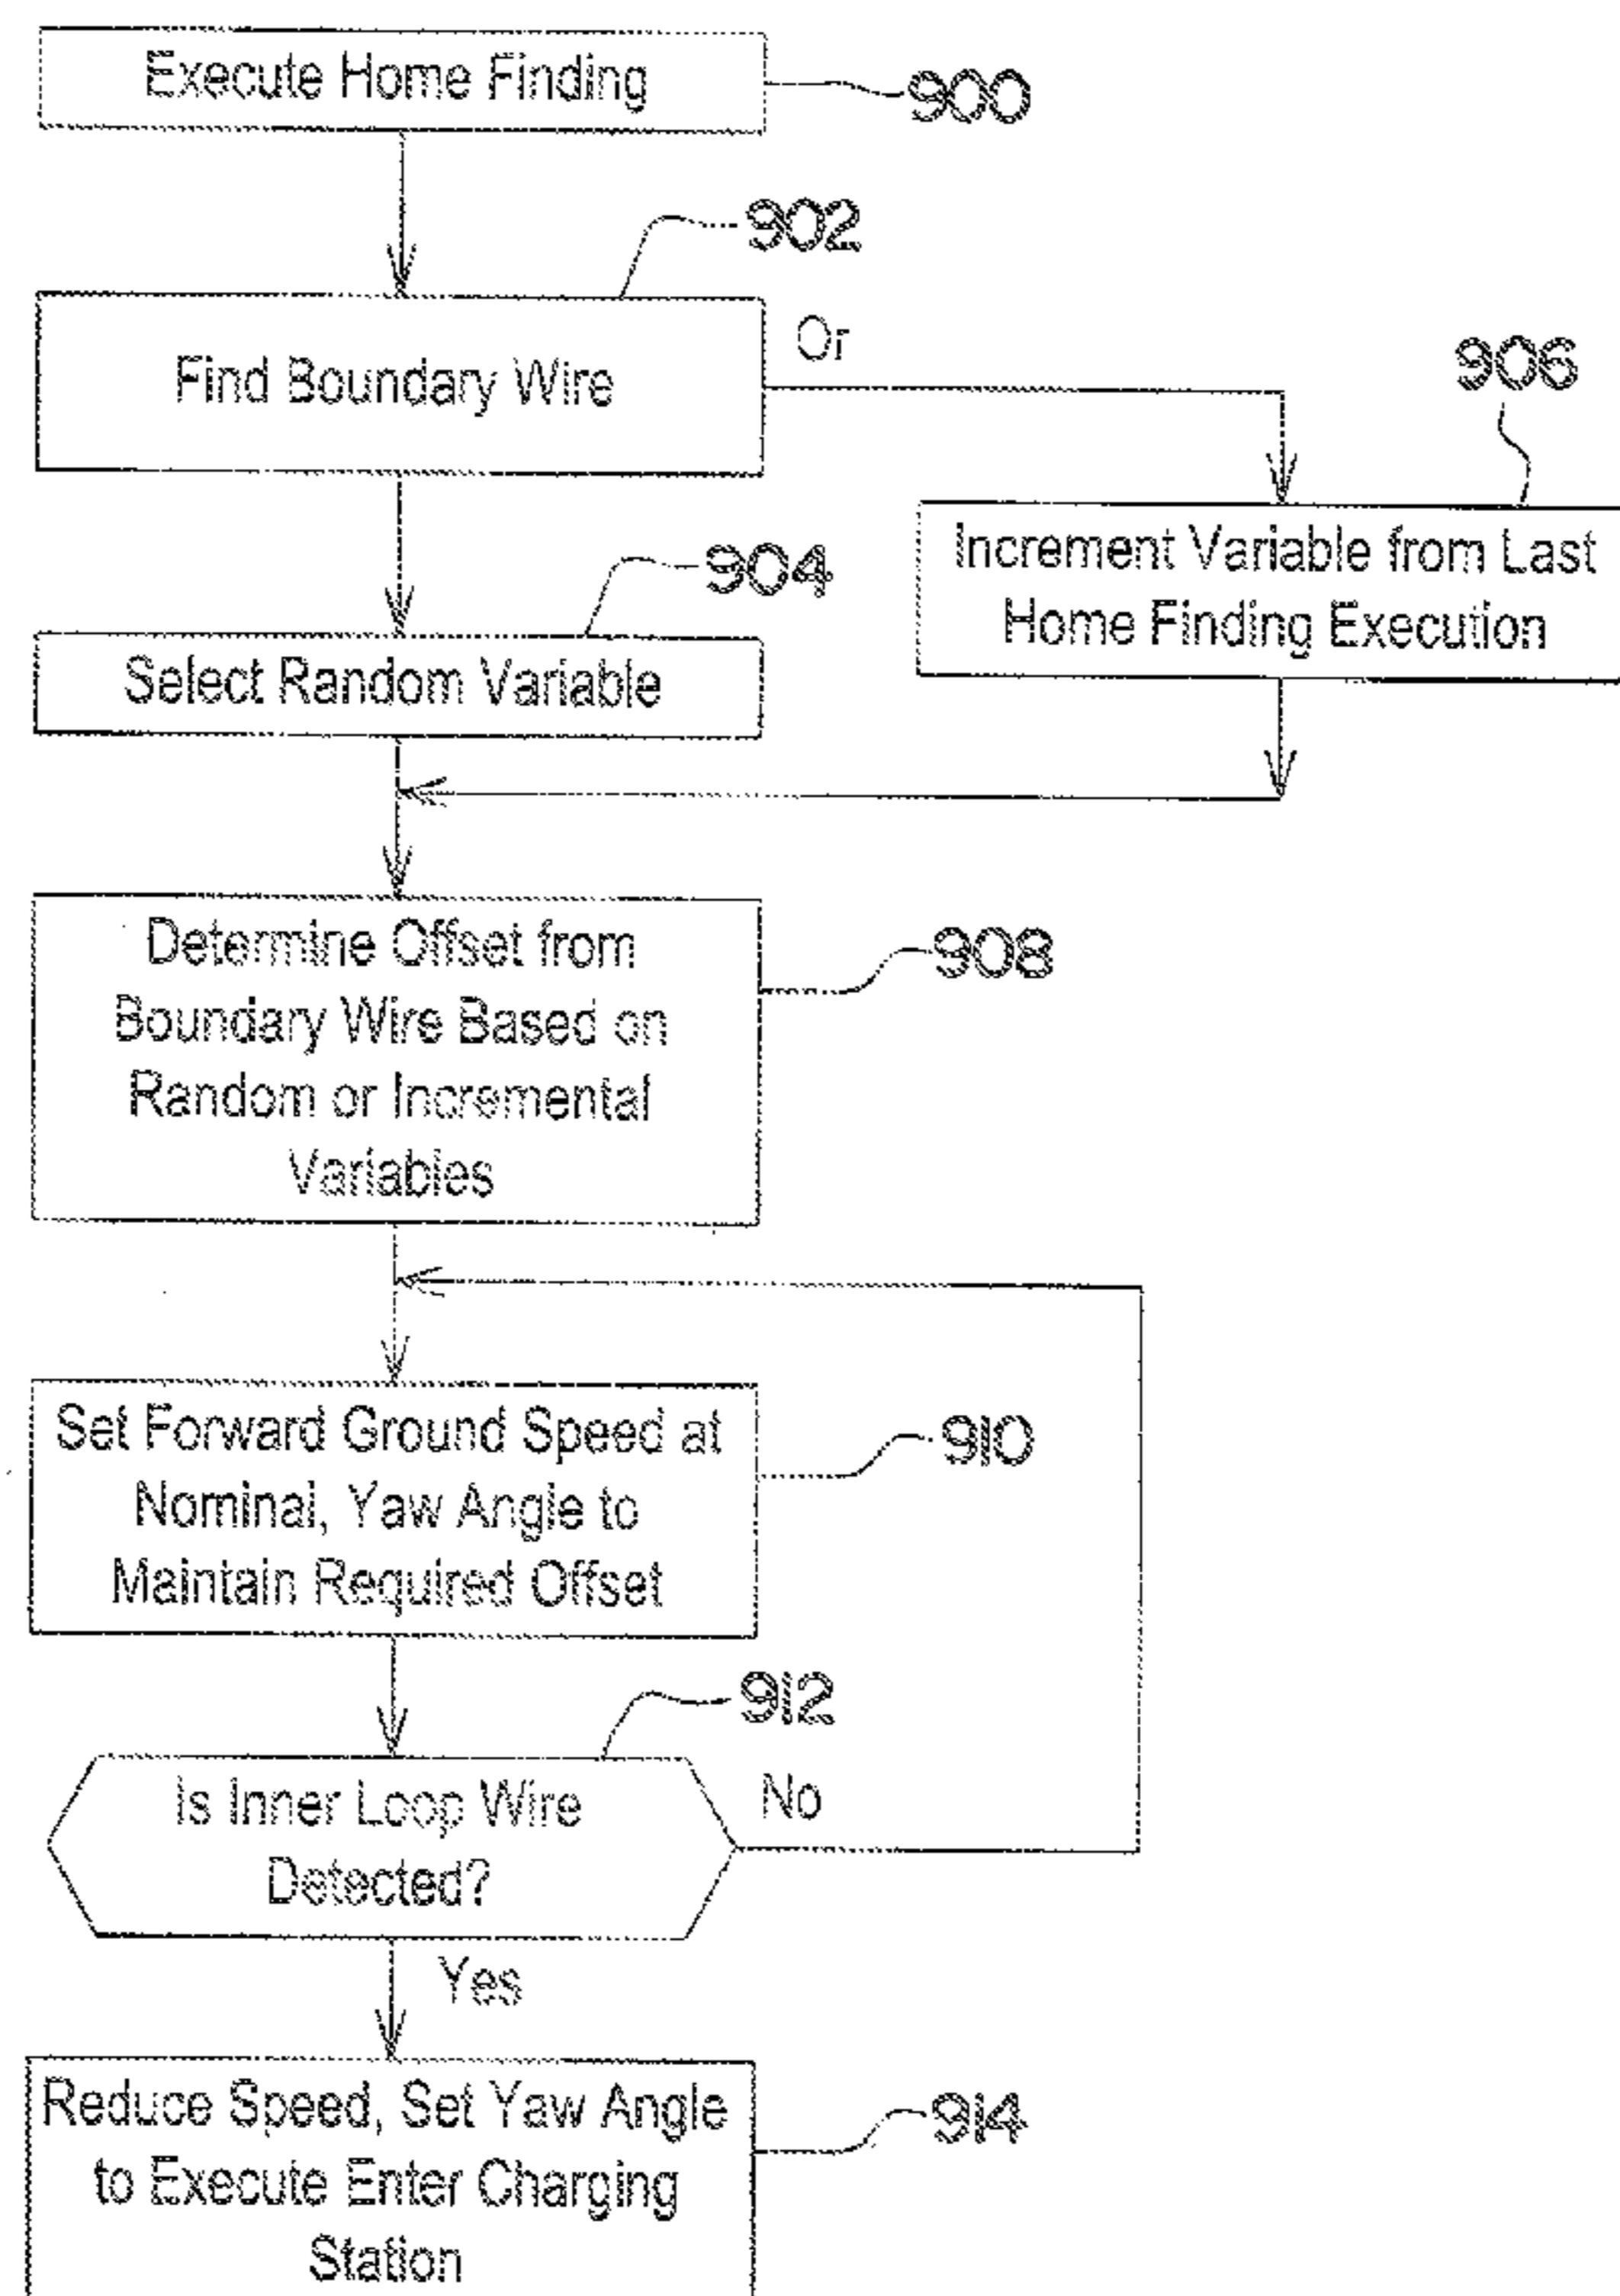 Execute Home Finding
900
902
Find Boundary Wire
Or
906
Increment Variable from Last
Home Finding Execution
904
Select Random Variable
Determine Offset from
Boundary Wire Based on
Random or Incremental
Variables
908
Set Forward Ground Speed at
Nominal, Yaw Angle to
Maintain Required Offset
910
912
Is Inner Loop Wire
Detected?
No
Yes
Reduce Speed, Set Yaw Angle
to Execute Enter Charging
Station
914